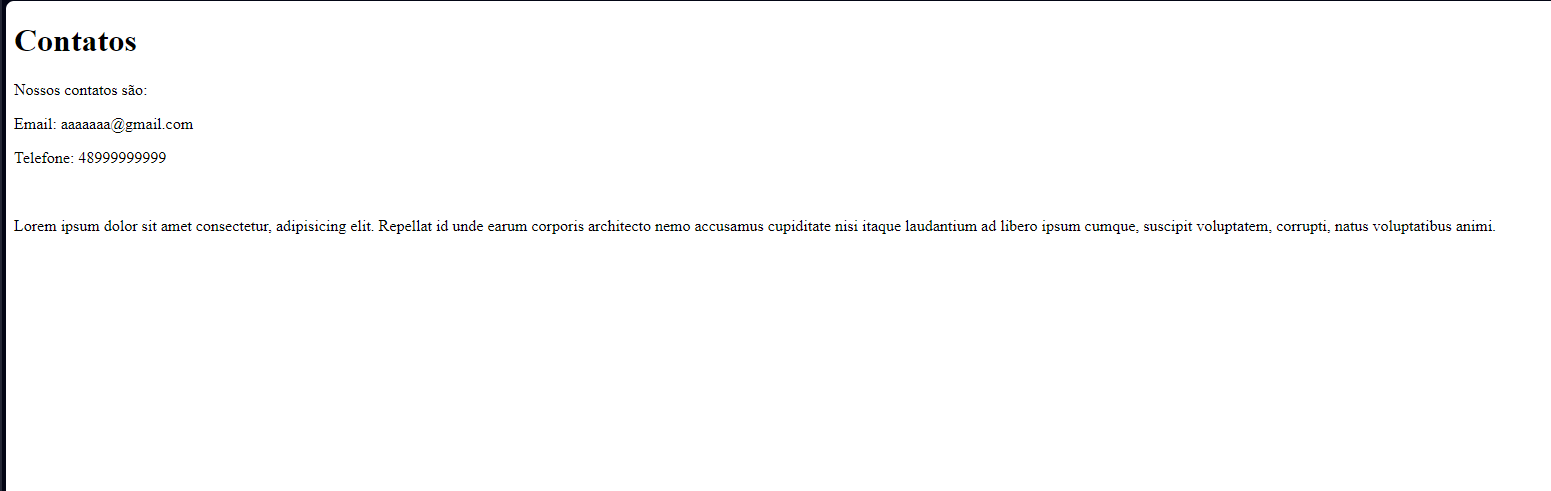 Contatos
Nossos contatos são:
Email: aaaaaaa@gmail.com
Telefone: 48999999999
Lorem ipsum dolor sit amet consectetur, adipisicing elit. Repellat id unde earum corporis architecto nemo accusamus cupiditate nisi itaque laudantium ad libero ipsum cumque, suscipit voluptatem, corrupti, natus voluptatibus animi.